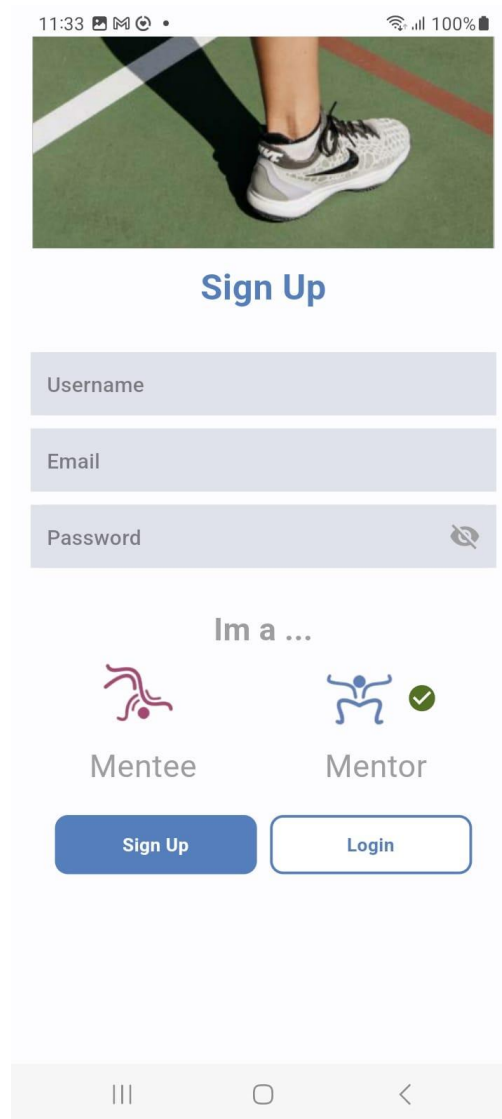 11:33
100%
Sign Up
Username
Email
Password
Im a ...
Mentee
Mentor
Sign Up
Login